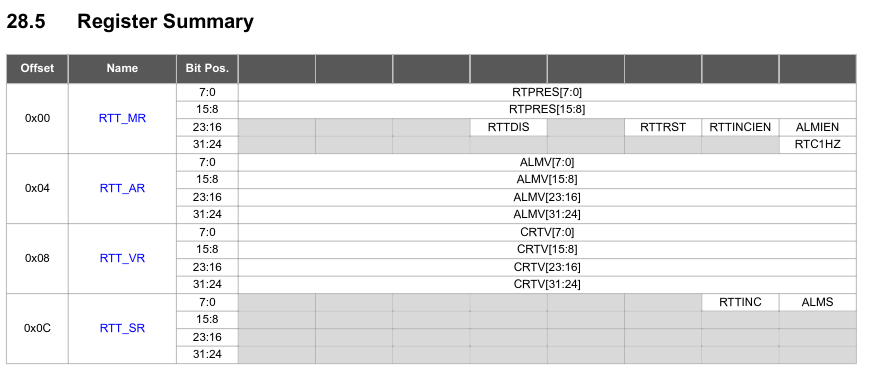 28.5 Register Summary
Offset Name Bit Pos.
0x00 RTT_MR 7:0 RTPRES[7:0]
15:8 RTPRES[15:8]
23:16 RTTDIS RTTRST RTTINCIEN ALMIEN
31:24 RTC1HZ
0x04 RTT_AR 7:0 ALMV[7:0]
15:8 ALMV[15:8]
23:16 ALMV[23:16]
31:24 ALMV[31:24]
0x08 RTT_VR 7:0 CRTV[7:0]
15:8 CRTV[15:8]
23:16 CRTV[23:16]
31:24 CRTV[31:24]
0x0C RTT_SR 7:0 RTTINC ALMS
15:8
23:16
31:24